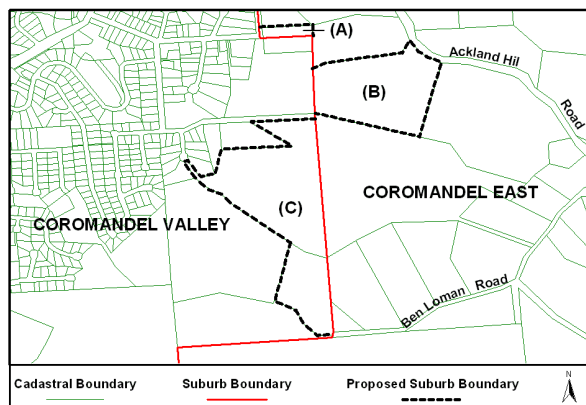 (A)
Ackland Hil
Road
(B)
COROMANDEL EAST
COROMANDEL VALLEY
(C)
Ben Loman Road
Cadastral Boundary Suburb Boundary Proposed Suburb Boundary
N